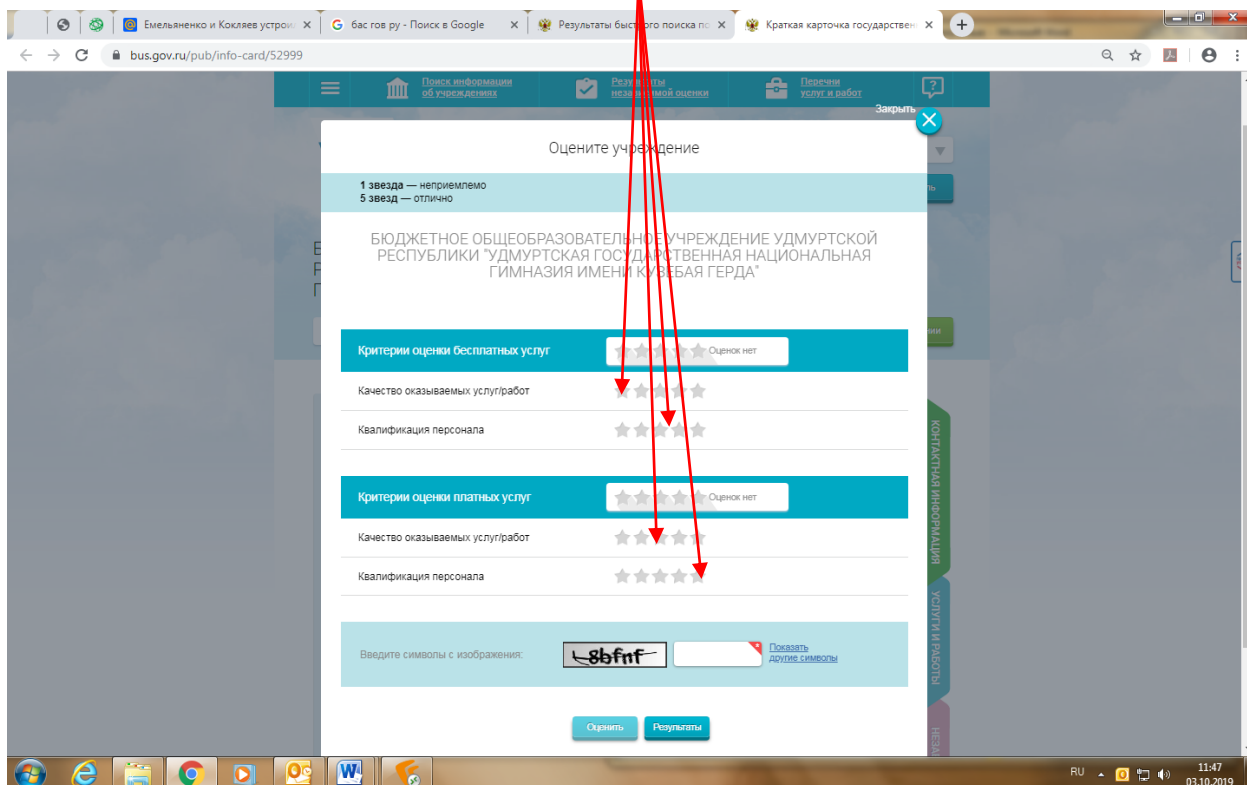 Емельяненко и Кокляев устрои
бас гов ру - Поиск в Google
Результаты быстрого поиска по
Краткая карточка государствен
bus.gov.ru/pub/info-card/52999
Поиск информации
об учреждениях
Результаты
независимой оценки
Перечни
услуг и работ
Закрыть
Оцените учреждение
1 звезда — неприемлемо
5 звезд — отлично
БЮДЖЕТНОЕ ОБЩЕОБРАЗОВАТЕЛЬНОЕ УЧРЕЖДЕНИЕ УДМУРТСКОЙ
РЕСПУБЛИКИ "УДМУРТСКАЯ ГОСУДАРСТВЕННАЯ НАЦИОНАЛЬНАЯ
ГИМНАЗИЯ ИМЕНИ КУЗЕБАЯ ГЕРДА"
Критерии оценки бесплатных услуг
Оценок нет
Качество оказываемых услуг/работ
Квалификация персонала
Критерии оценки платных услуг
Оценок нет
Качество оказываемых услуг/работ
Квалификация персонала
Введите символы с изображения:
8bfnf
Показать
другие символы
Оценить
Результаты
КОНТАКТНАЯ ИНФОРМАЦИЯ
УСЛУГИ И РАБОТЫ
НЕЗА
RU
11:47
03.10.2019